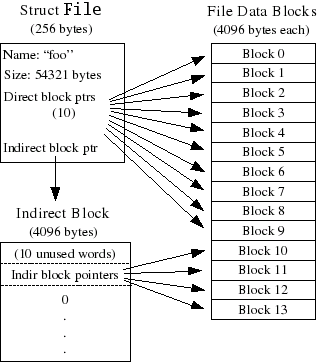 Struct File
(256 bytes)
Name: “foo”
Size: 54321 bytes
Direct block ptrs
(10)
Indirect block ptr
Indirect Block
(4096 bytes)
(10 unused words)
Indir block pointers
0
.
.
.
File Data Blocks
(4096 bytes each)
Block 0
Block 1
Block 2
Block 3
Block 4
Block 5
Block 6
Block 7
Block 8
Block 9
Block 10
Block 11
Block 12
Block 13